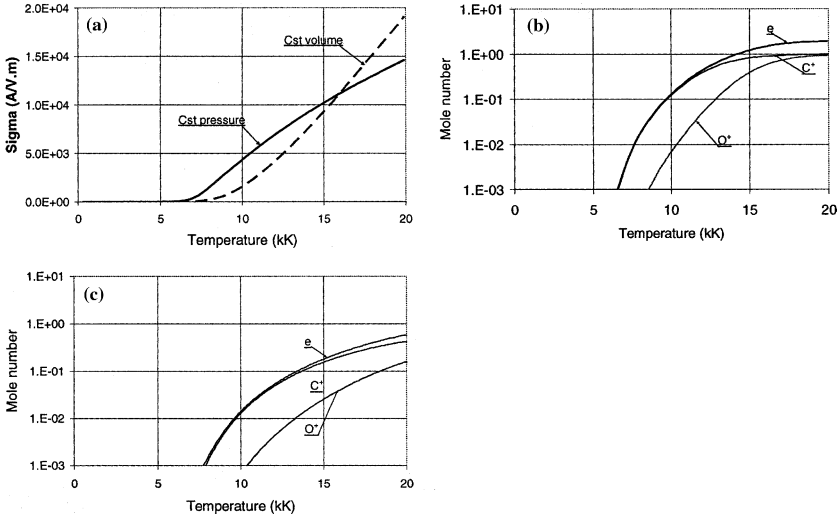 (a)
2.0E+04
1.5E+04
1.0E+04
5.0E+03
0.0E+00
Sigma (A/V.m)
Cst volume
Cst pressure
0 5 10 15 20
Temperature (kK)
(b)
1.E+01
1.E+00
1.E-01
1.E-02
1.E-03
Mole number
e
C+
O+
0 5 10 15 20
Temperature (kK)
(c)
1.E+01
1.E+00
1.E-01
1.E-02
1.E-03
Mole number
e
C+
O+
0 5 10 15 20
Temperature (kK)